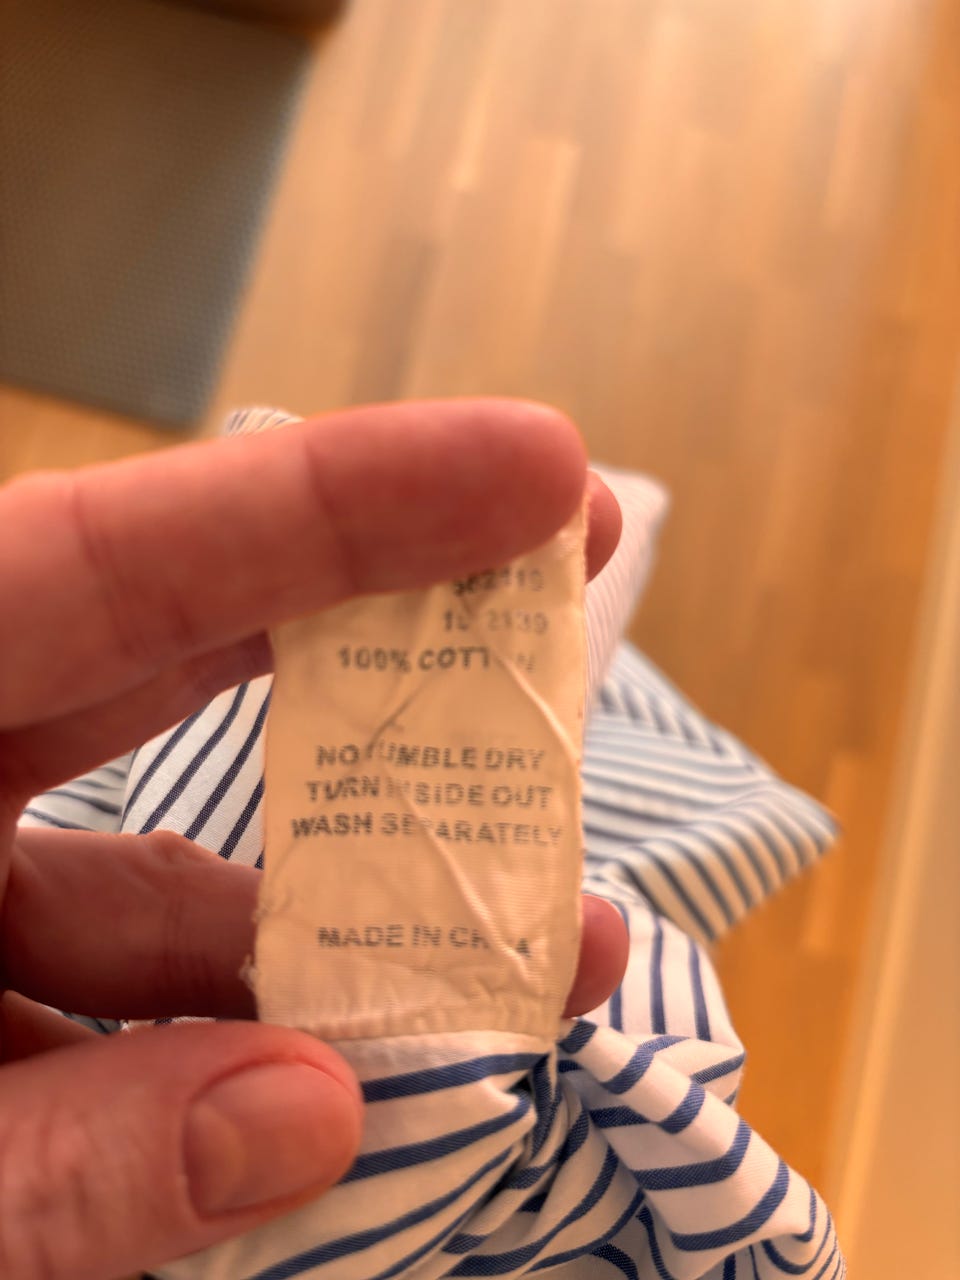 100% COTTON
NO TUMBLE DRY
TURN INSIDE OUT
WASH SEPARATELY
MADE IN CHINA